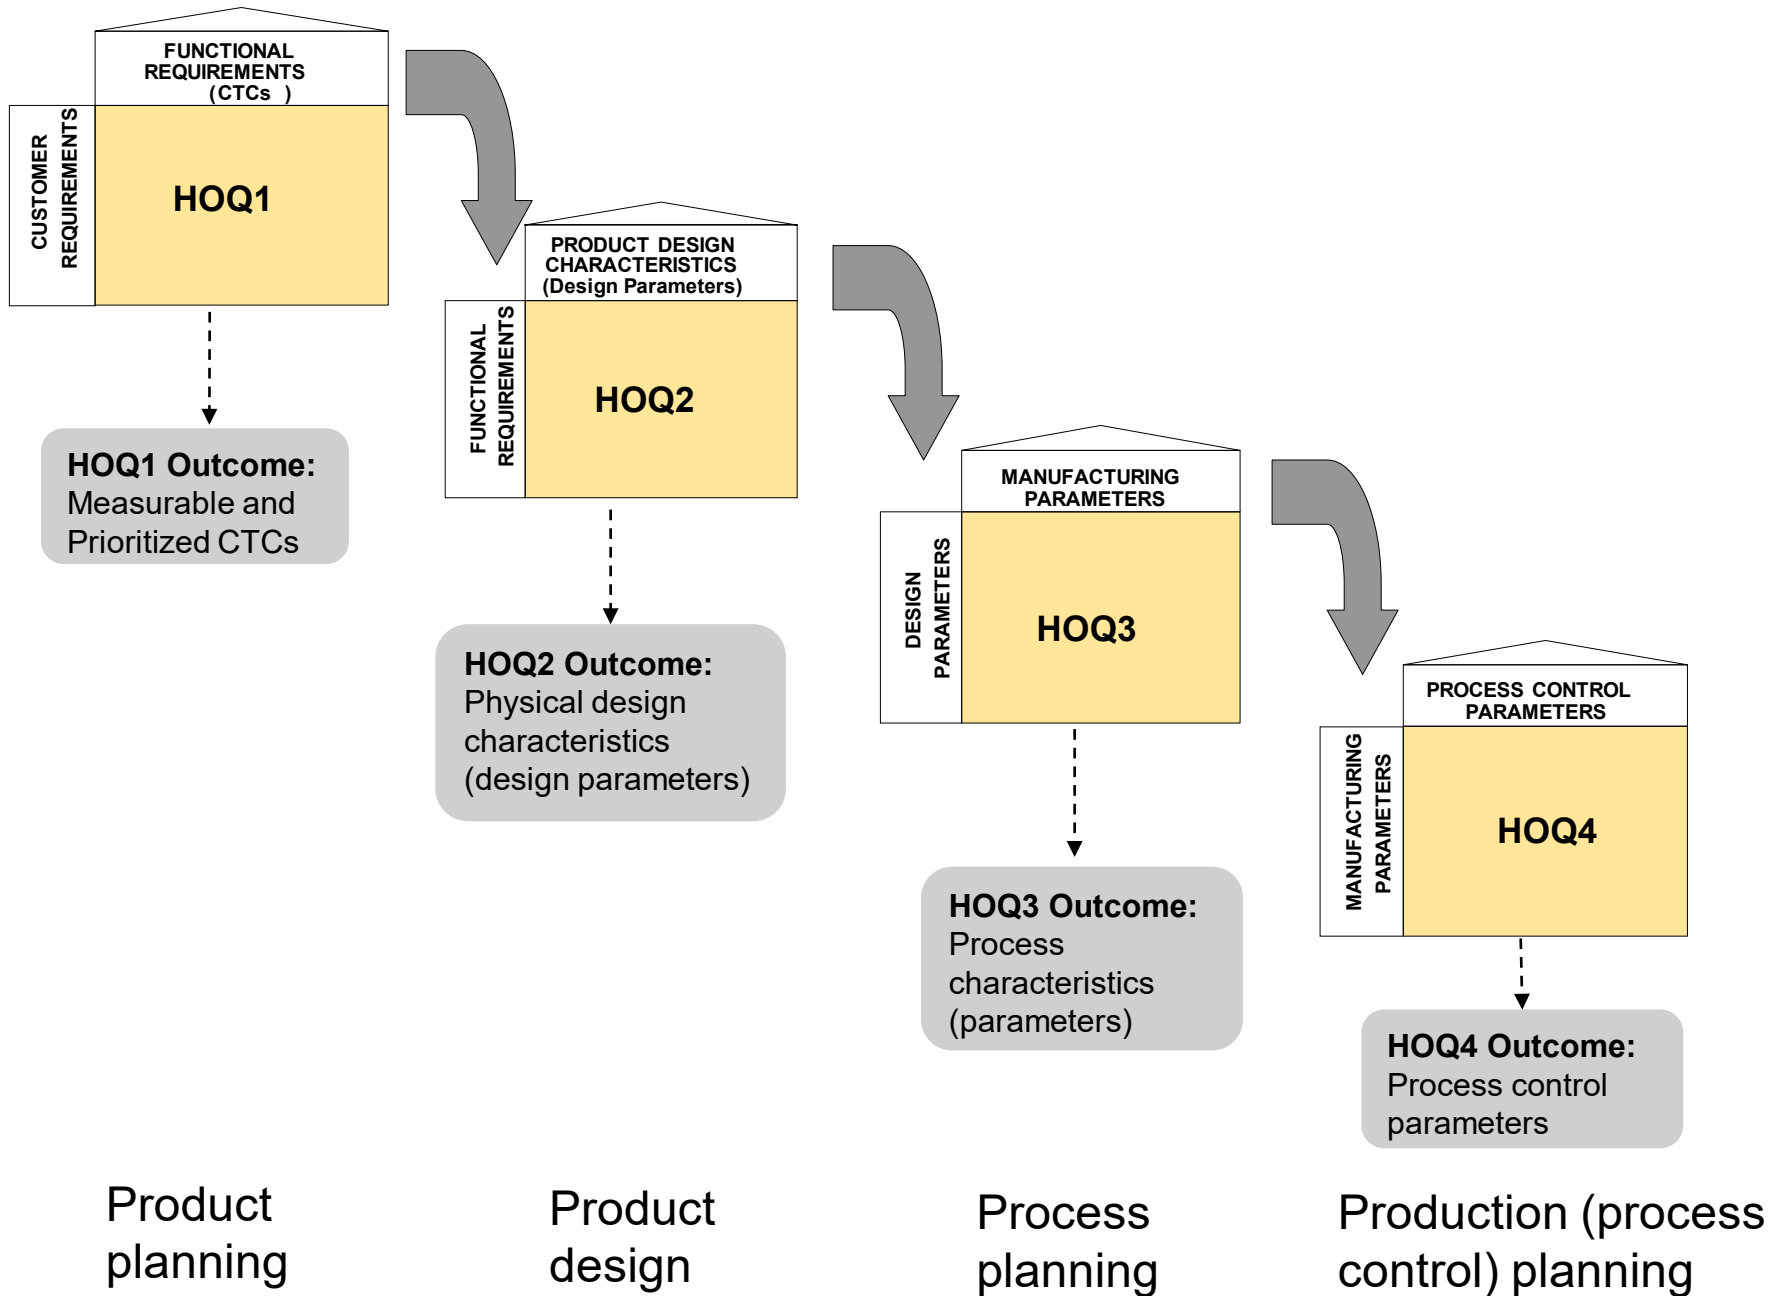 FUNCTIONAL
REQUIREMENTS
(CTCs )
CUSTOMER
REQUIREMENTS
HOQ1
HOQ1 Outcome:
Measurable and
Prioritized CTCs
PRODUCT DESIGN
CHARACTERISTICS
(Design Parameters)
FUNCTIONAL
REQUIREMENTS
HOQ2
HOQ2 Outcome:
Physical design
characteristics
(design parameters)
MANUFACTURING
PARAMETERS
DESIGN
PARAMETERS
HOQ3
HOQ3 Outcome:
Process
characteristics
(parameters)
PROCESS CONTROL
PARAMETERS
MANUFACTURING
PARAMETERS
HOQ4
HOQ4 Outcome:
Process control
parameters
Product
planning
Product
design
Process
planning
Production (process
control) planning